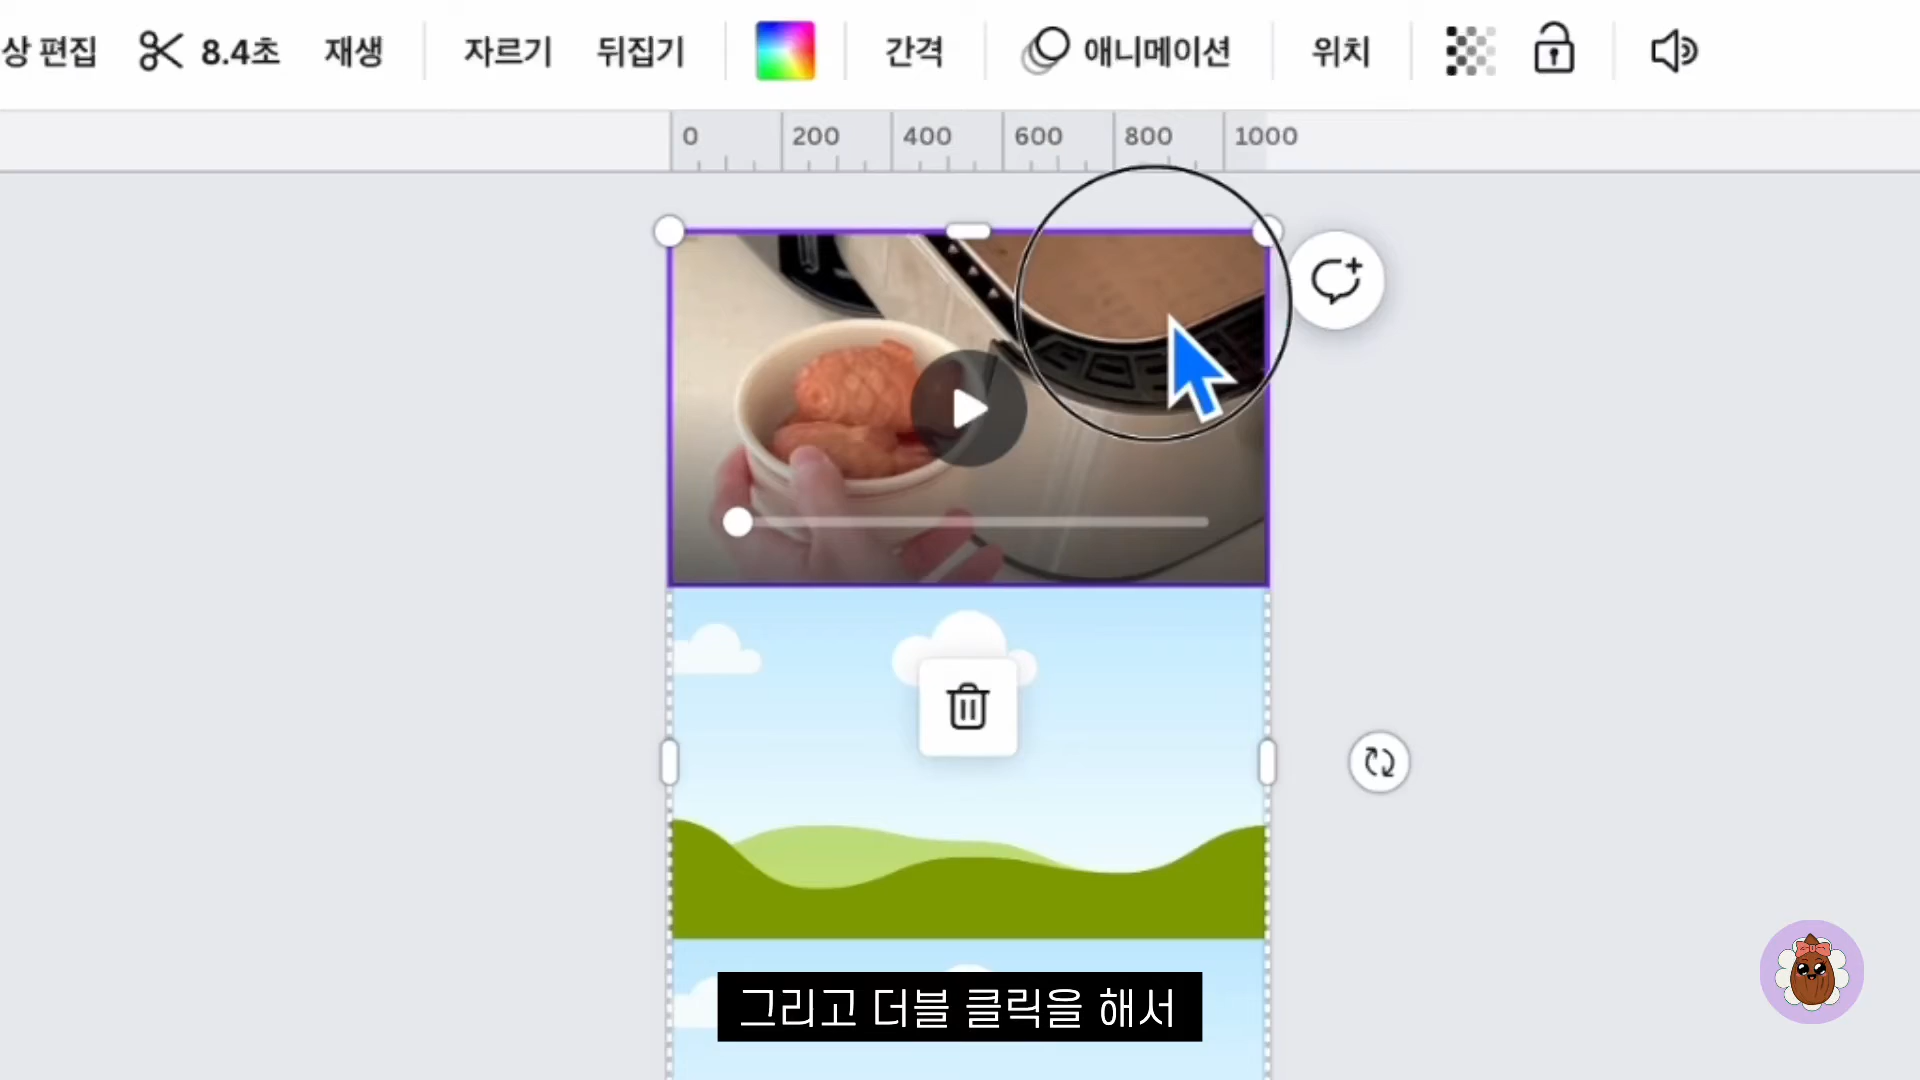 상 편집 8.4초 재생 자르기 뒤집기 간격 애니메이션 위치
0 200 400 600 800 1000
그리고 더블 클릭을 해서